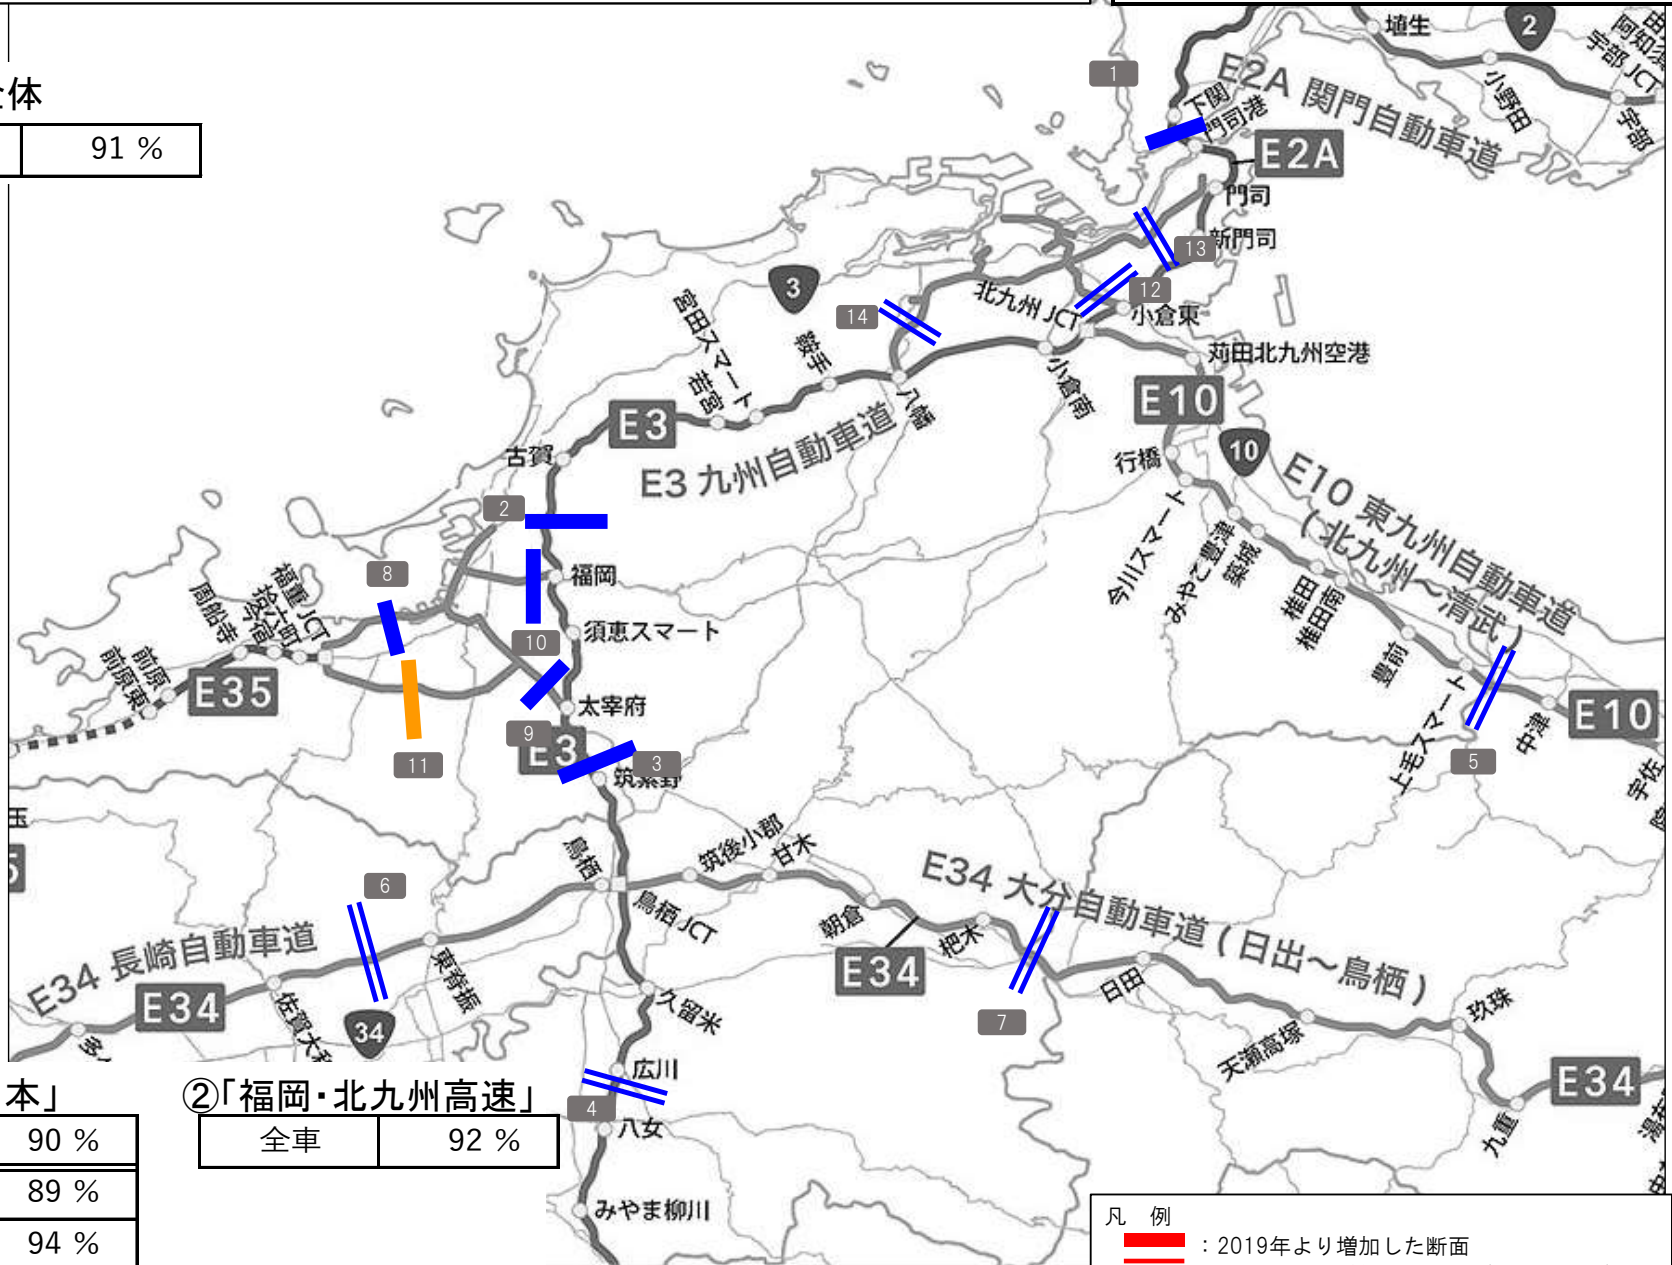 体
91 %
1
2
埴生
阿知須
宇部 JCT
宇部
小野田
E2A 関門自動車道
下関
門司港
E2A
門司
新門司
13
12
3
14
北九州 JCT
小倉東
宮田スマート
鞍手
若宮
八幡
小倉南
苅田北九州空港
E10
E3
E3 九州自動車道
古賀
行橋
10
E10 東九州自動車道
( 北九州～清武 )
今川スマート
みやこ豊津
築城
椎田
椎田南
豊前
上毛スマート
中津
E10
宇佐
5
2
福岡
8
福重 JCT
拾六町
今宿
周船寺
前原
前原東
E35
10
須恵スマート
太宰府
9
E3
3
11
筑紫野
玉
5
鳥栖
筑後小郡
甘木
鳥栖 JCT
6
E34 長崎自動車道
E34
東脊振
34
朝倉
杷木
E34
E34 大分自動車道 ( 日出～鳥栖 )
久留米
日田
7
天瀬高塚
玖珠
E34
九重
広川
4
八女
みやま柳川
本」
90 %
89 %
94 %
②「福岡・北九州高速」
全車 92 %
凡 例
：2019年より増加した断面